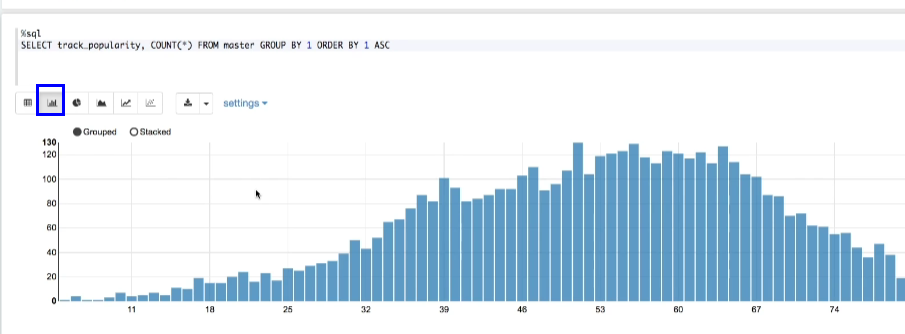 %sql
SELECT track_popularity, COUNT(*) FROM master GROUP BY 1 ORDER BY 1 ASC
settings
Grouped Stacked
130
120
100
80
60
40
20
0
11 18 25 32 39 46 53 60 67 74